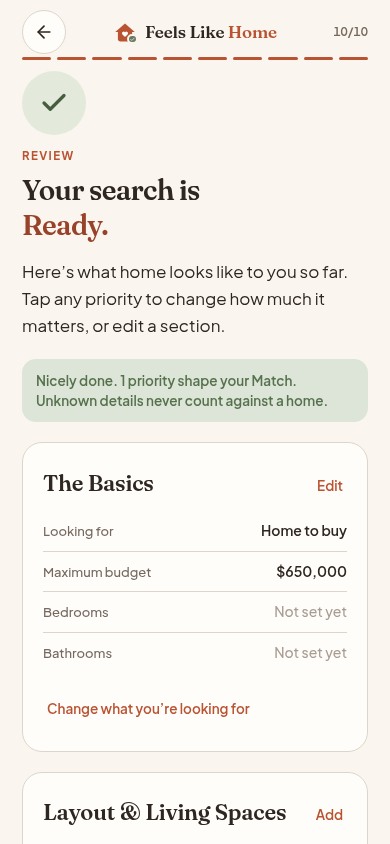 Feels Like Home
10/10
REVIEW
Your search is
Ready.
Here’s what home looks like to you so far.
Tap any priority to change how much it
matters, or edit a section.
Nicely done. 1 priority shape your Match.
Unknown details never count against a home.
The Basics
Edit
Looking for
Home to buy
Maximum budget
$650,000
Bedrooms
Not set yet
Bathrooms
Not set yet
Change what you’re looking for
Layout & Living Spaces
Add